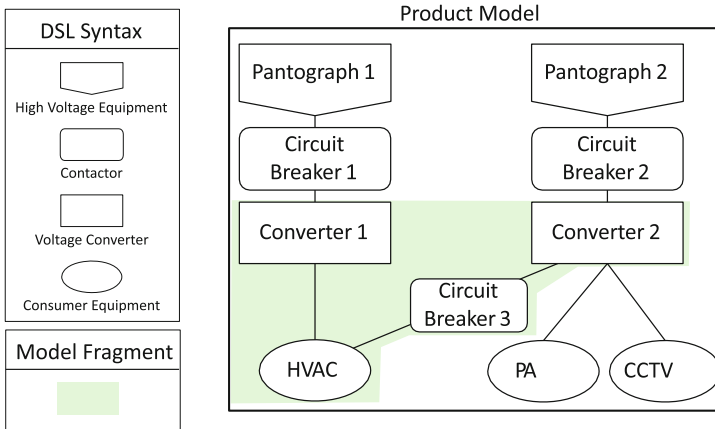 DSL Syntax
High Voltage Equipment
Contactor
Voltage Converter
Consumer Equipment
Model Fragment
Product Model
Pantograph 1
Pantograph 2
Circuit
Breaker 1
Circuit
Breaker 2
Converter 1
Converter 2
Circuit
Breaker 3
HVAC
PA
CCTV